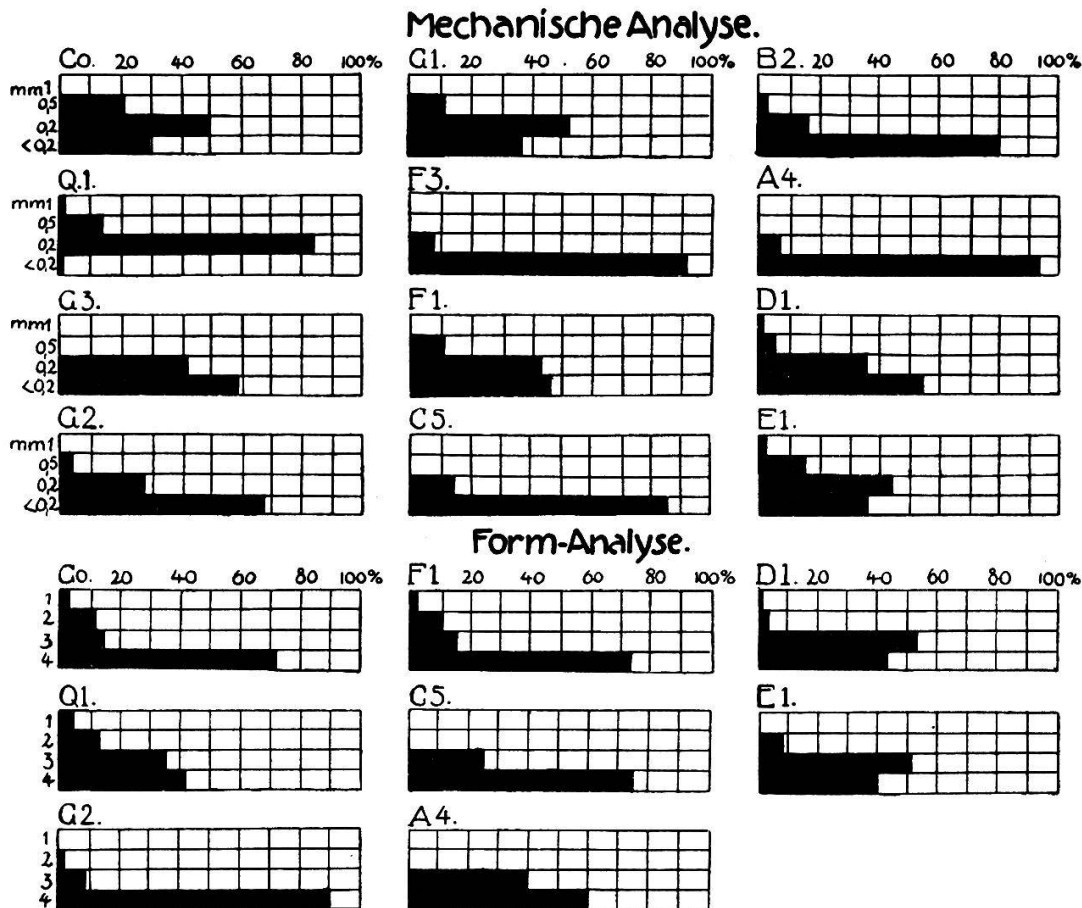 Mechanische Analyse.
Co. 20 40 60 80 100%
G1. 20 40 60 80 100%
B2. 20 40 60 80 100%
mm1
0,5
0,2
<0,2
Q.1.
F3.
A4.
mm1
0,5
0,2
<0,2
G3.
F1.
D1.
mm1
0,5
0,2
<0,2
G2.
C5.
E1.
mm1
0,5
0,2
<0,2
Form-Analyse.
Co. 20 40 60 80 100%
F1 20 40 60 80 100%
D1. 20 40 60 80 100%
1
2
3
4
Q1.
C5.
E1.
1
2
3
4
G2.
A4.
1
2
3
4